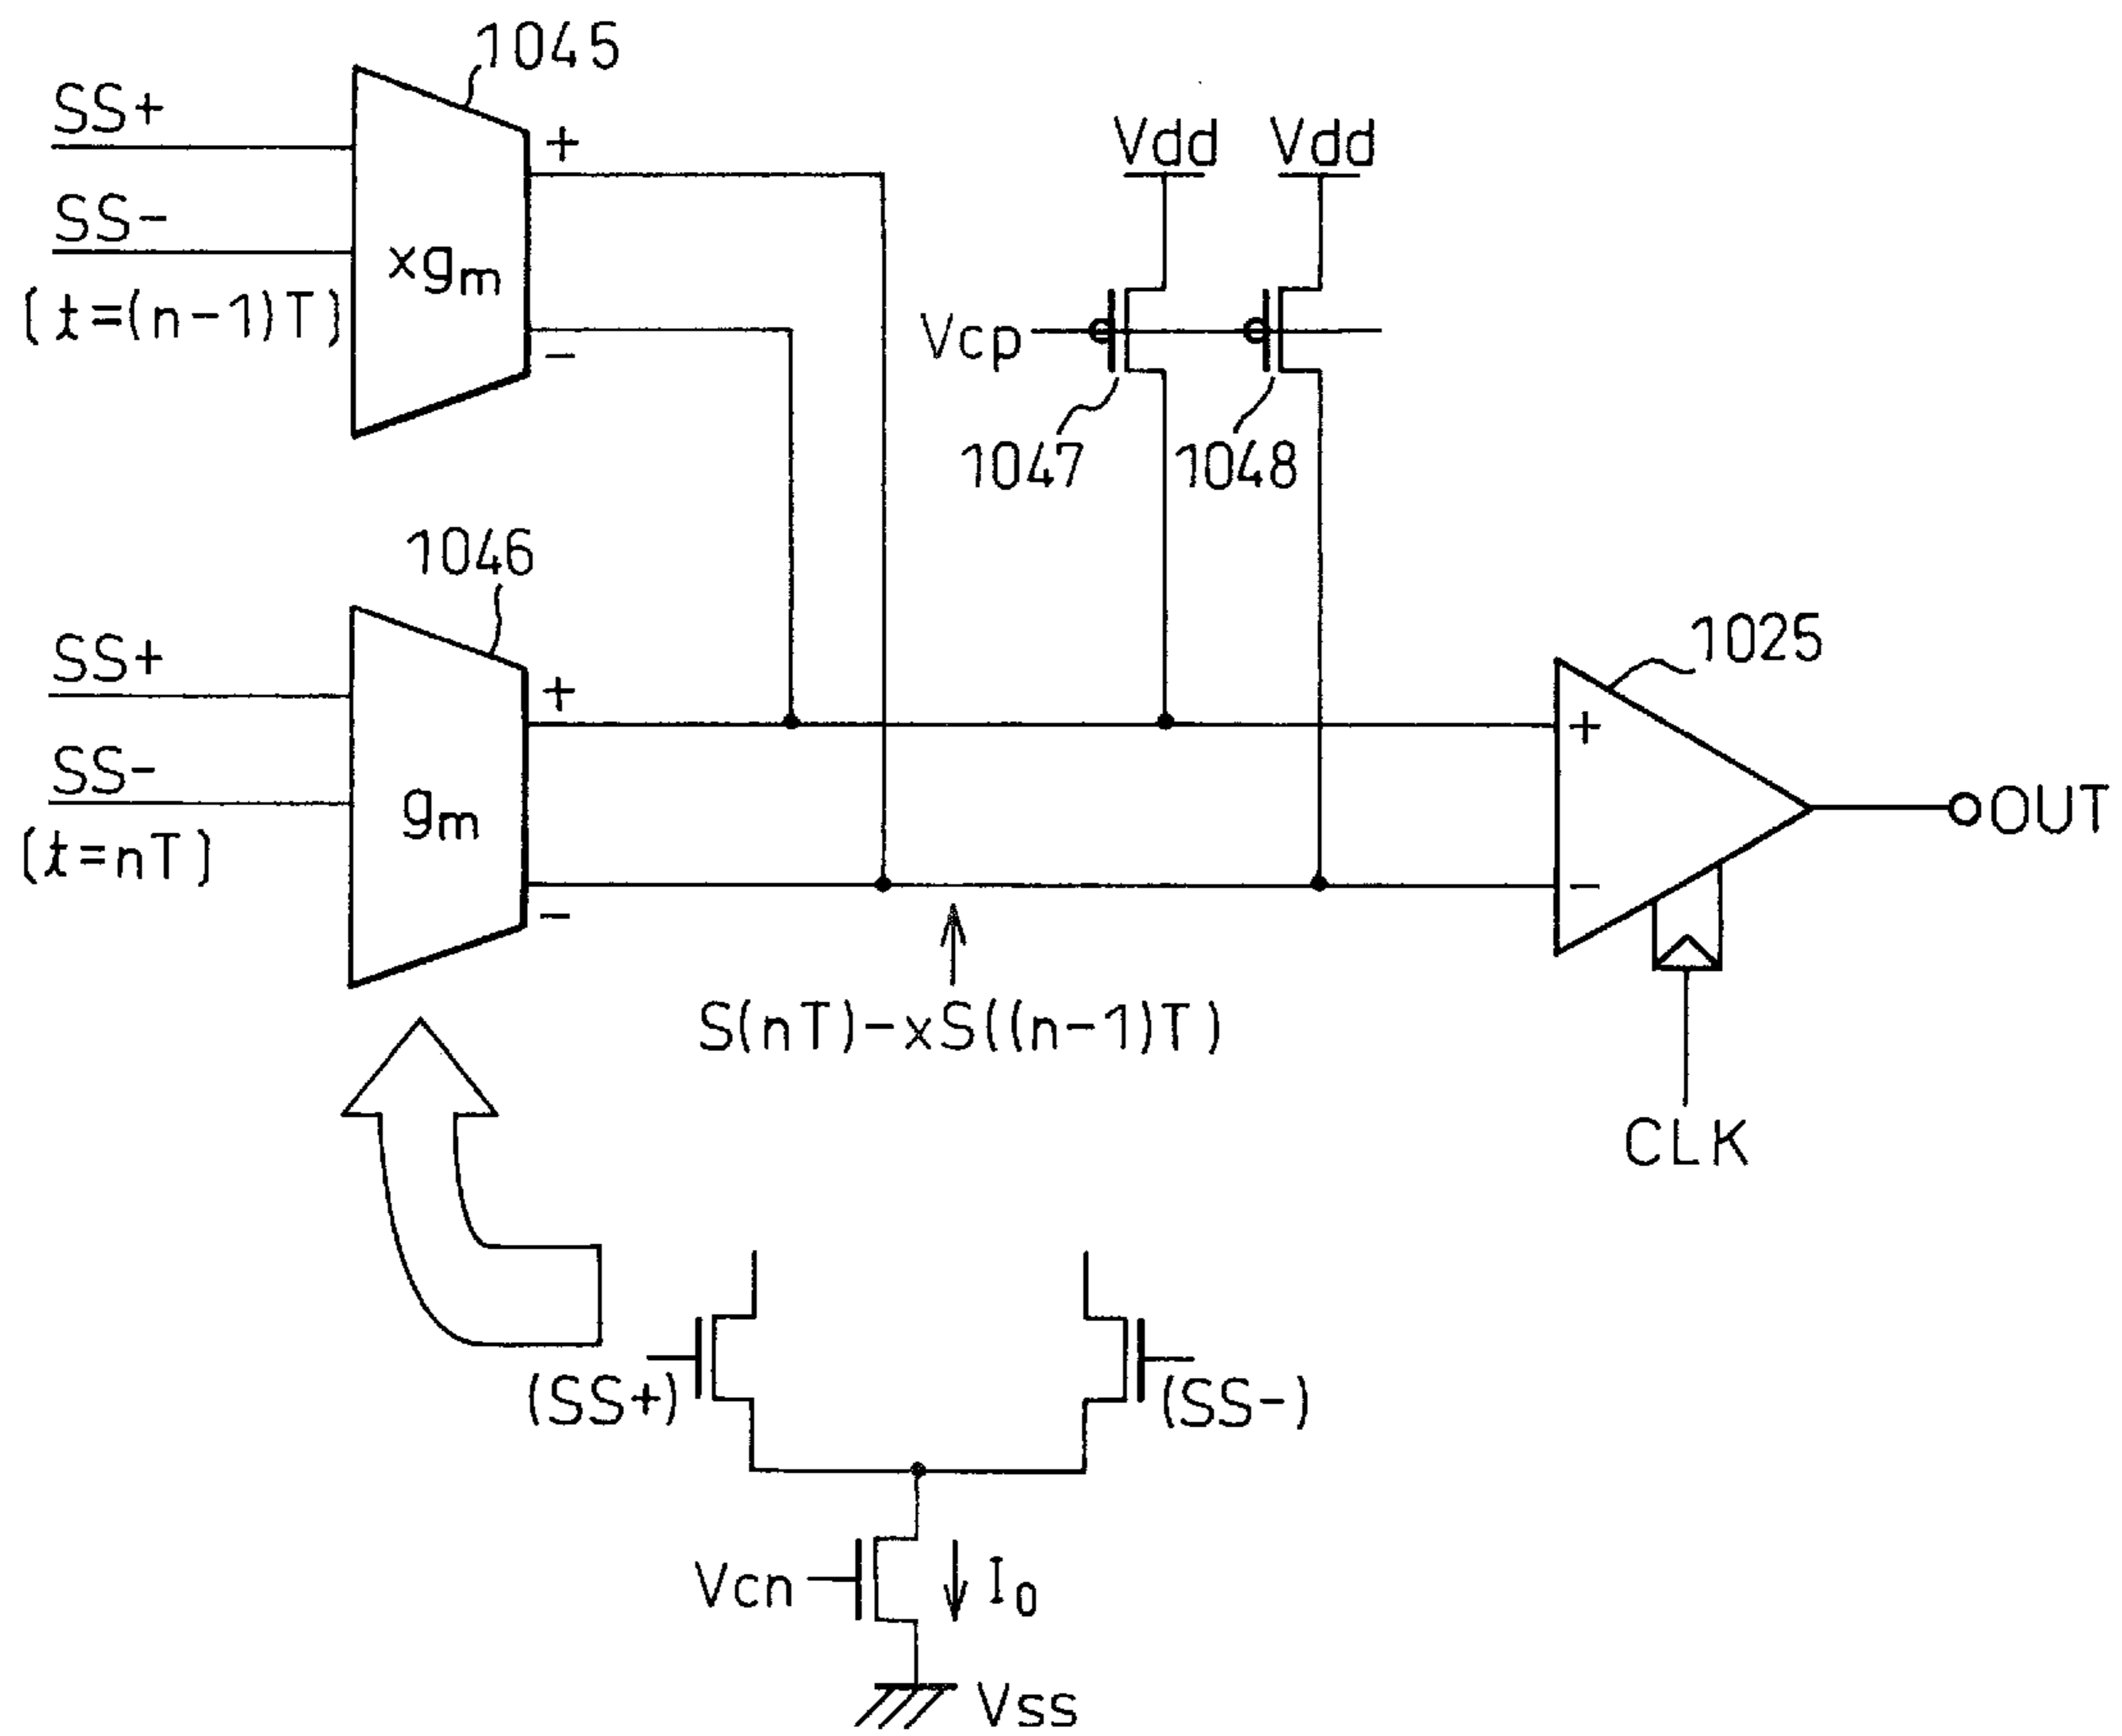 1045
SS+
+
Vdd Vdd
SS-
xgm
(t=(n-1)T)
-
Vcp
1047 1048
1046
SS+
+
1025
SS-
+
gm
OUT
(t=nT)
-
-
S(nT)-xS((n-1)T)
CLK
(SS+) (SS-)
Vcn I0
Vss